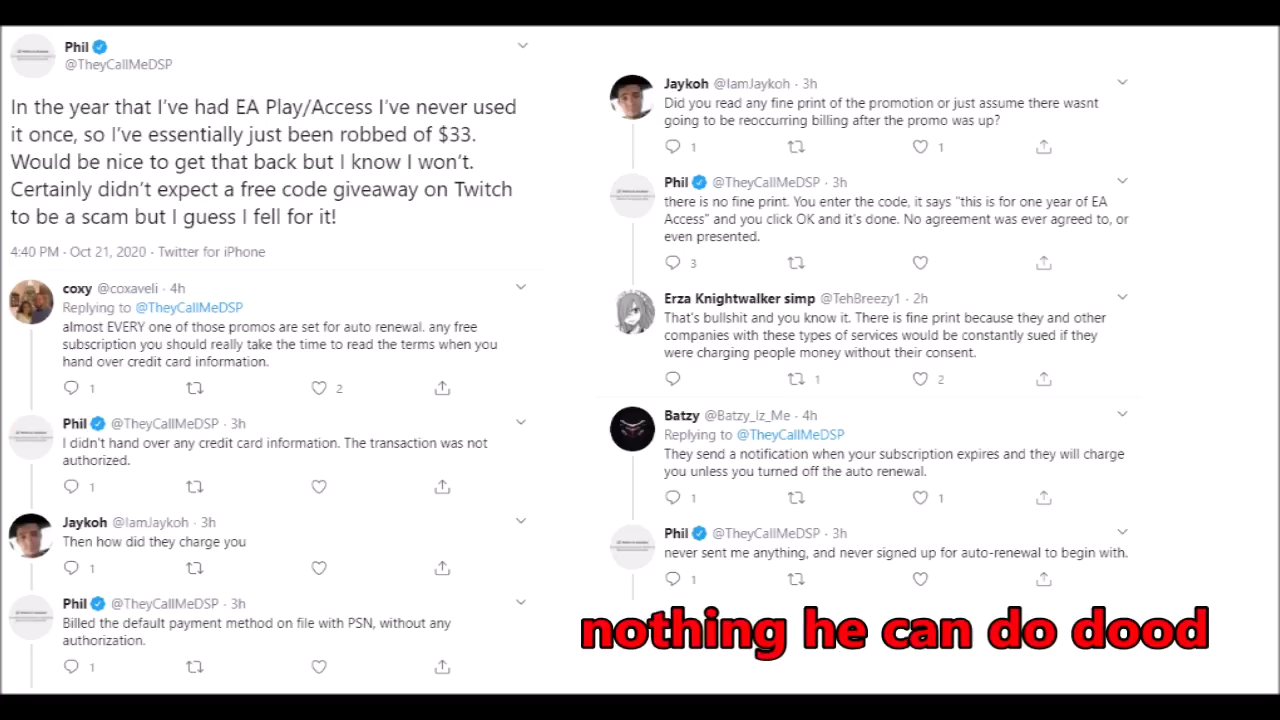 Phil
@TheyCallMeDSP
In the year that I've had EA Play/Access I've never used
it once, so I've essentially just been robbed of $33.
Would be nice to get that back but I know I won't.
Certainly didn't expect a free code giveaway on Twitch
to be a scam but I guess I fell for it!
4:40 PM · Oct 21, 2020 · Twitter for iPhone
coxy @coxaveli · 4h
Replying to @TheyCallMeDSP
almost EVERY one of those promos are set for auto renewal. any free
subscription you should really take the time to read the terms when you
hand over credit card information.
1
2
Phil @TheyCallMeDSP · 3h
I didn't hand over any credit card information. The transaction was not
authorized.
1
Jaykoh @IamJaykoh · 3h
Then how did they charge you
1
Phil @TheyCallMeDSP · 3h
Billed the default payment method on file with PSN, without any
authorization.
1
Jaykoh @IamJaykoh · 3h
Did you read any fine print of the promotion or just assume there wasnt
going to be reoccurring billing after the promo was up?
1
1
Phil @TheyCallMeDSP · 3h
there is no fine print. You enter the code, it says "this is for one year of EA
Access" and you click OK and it's done. No agreement was ever agreed to, or
even presented.
3
Erza Knightwalker simp @TehBreezy1 · 2h
That's bullshit and you know it. There is fine print because they and other
companies with these types of services would be constantly sued if they
were charging people money without their consent.
1
2
Batzy @Batzy_Iz_Me · 4h
Replying to @TheyCallMeDSP
They send a notification when your subscription expires and they will charge
you unless you turned off the auto renewal.
1
1
Phil @TheyCallMeDSP · 3h
never sent me anything, and never signed up for auto-renewal to begin with.
1
nothing he can do dood